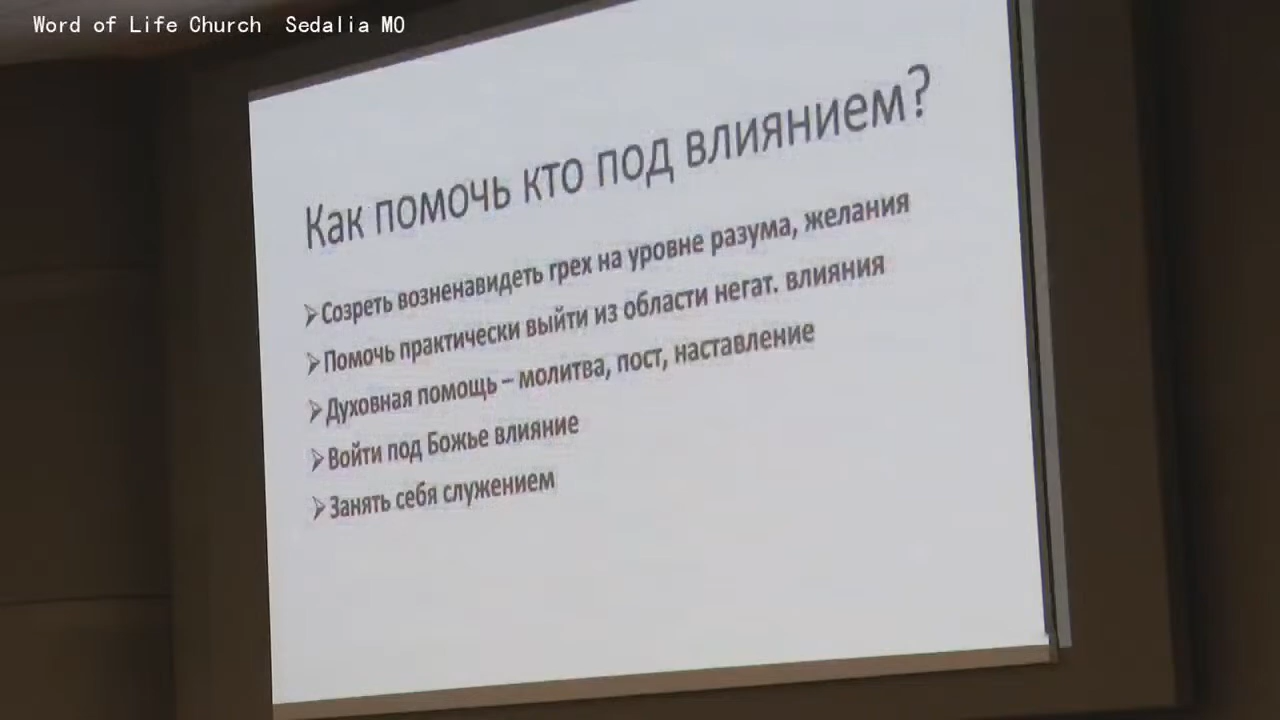 Word of Life Church  Sedalia MO
Как помочь кто под влиянием?
➢Созреть возненавидеть грех на уровне разума, желания
➢Помочь практически выйти из области негат. влияния
➢Духовная помощь – молитва, пост, наставление
➢Войти под Божье влияние
➢Занять себя служением